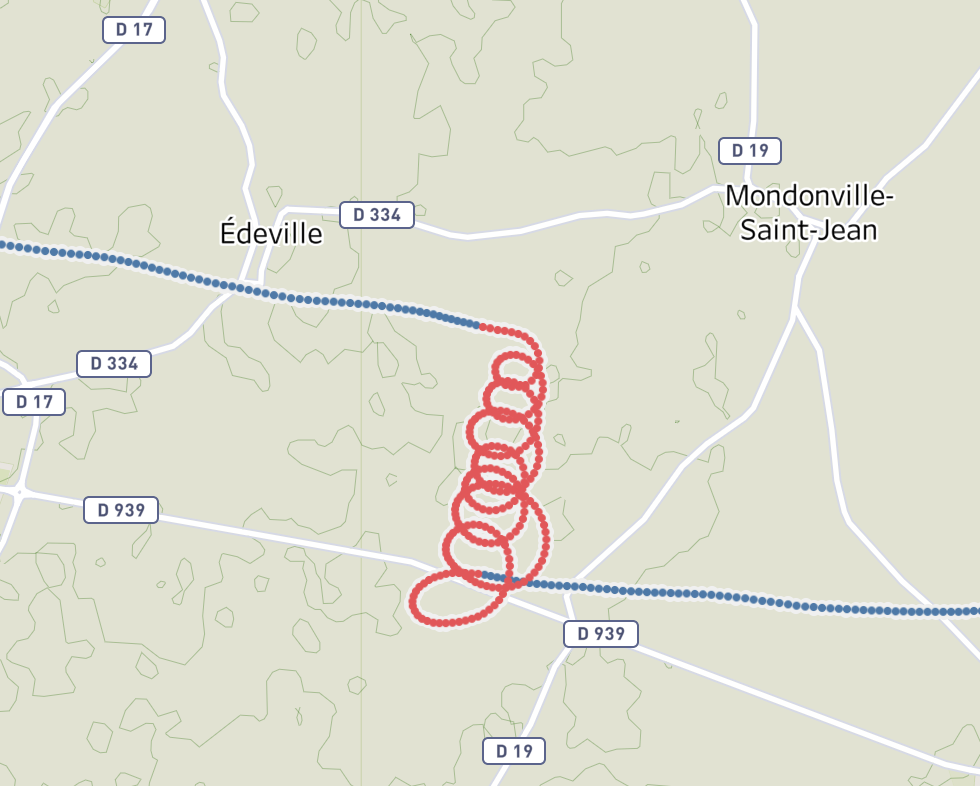 D 17
D 19
Mondonville-
Saint-Jean
D 334
Édeville
D 334
D 17
D 939
D 939
D 19